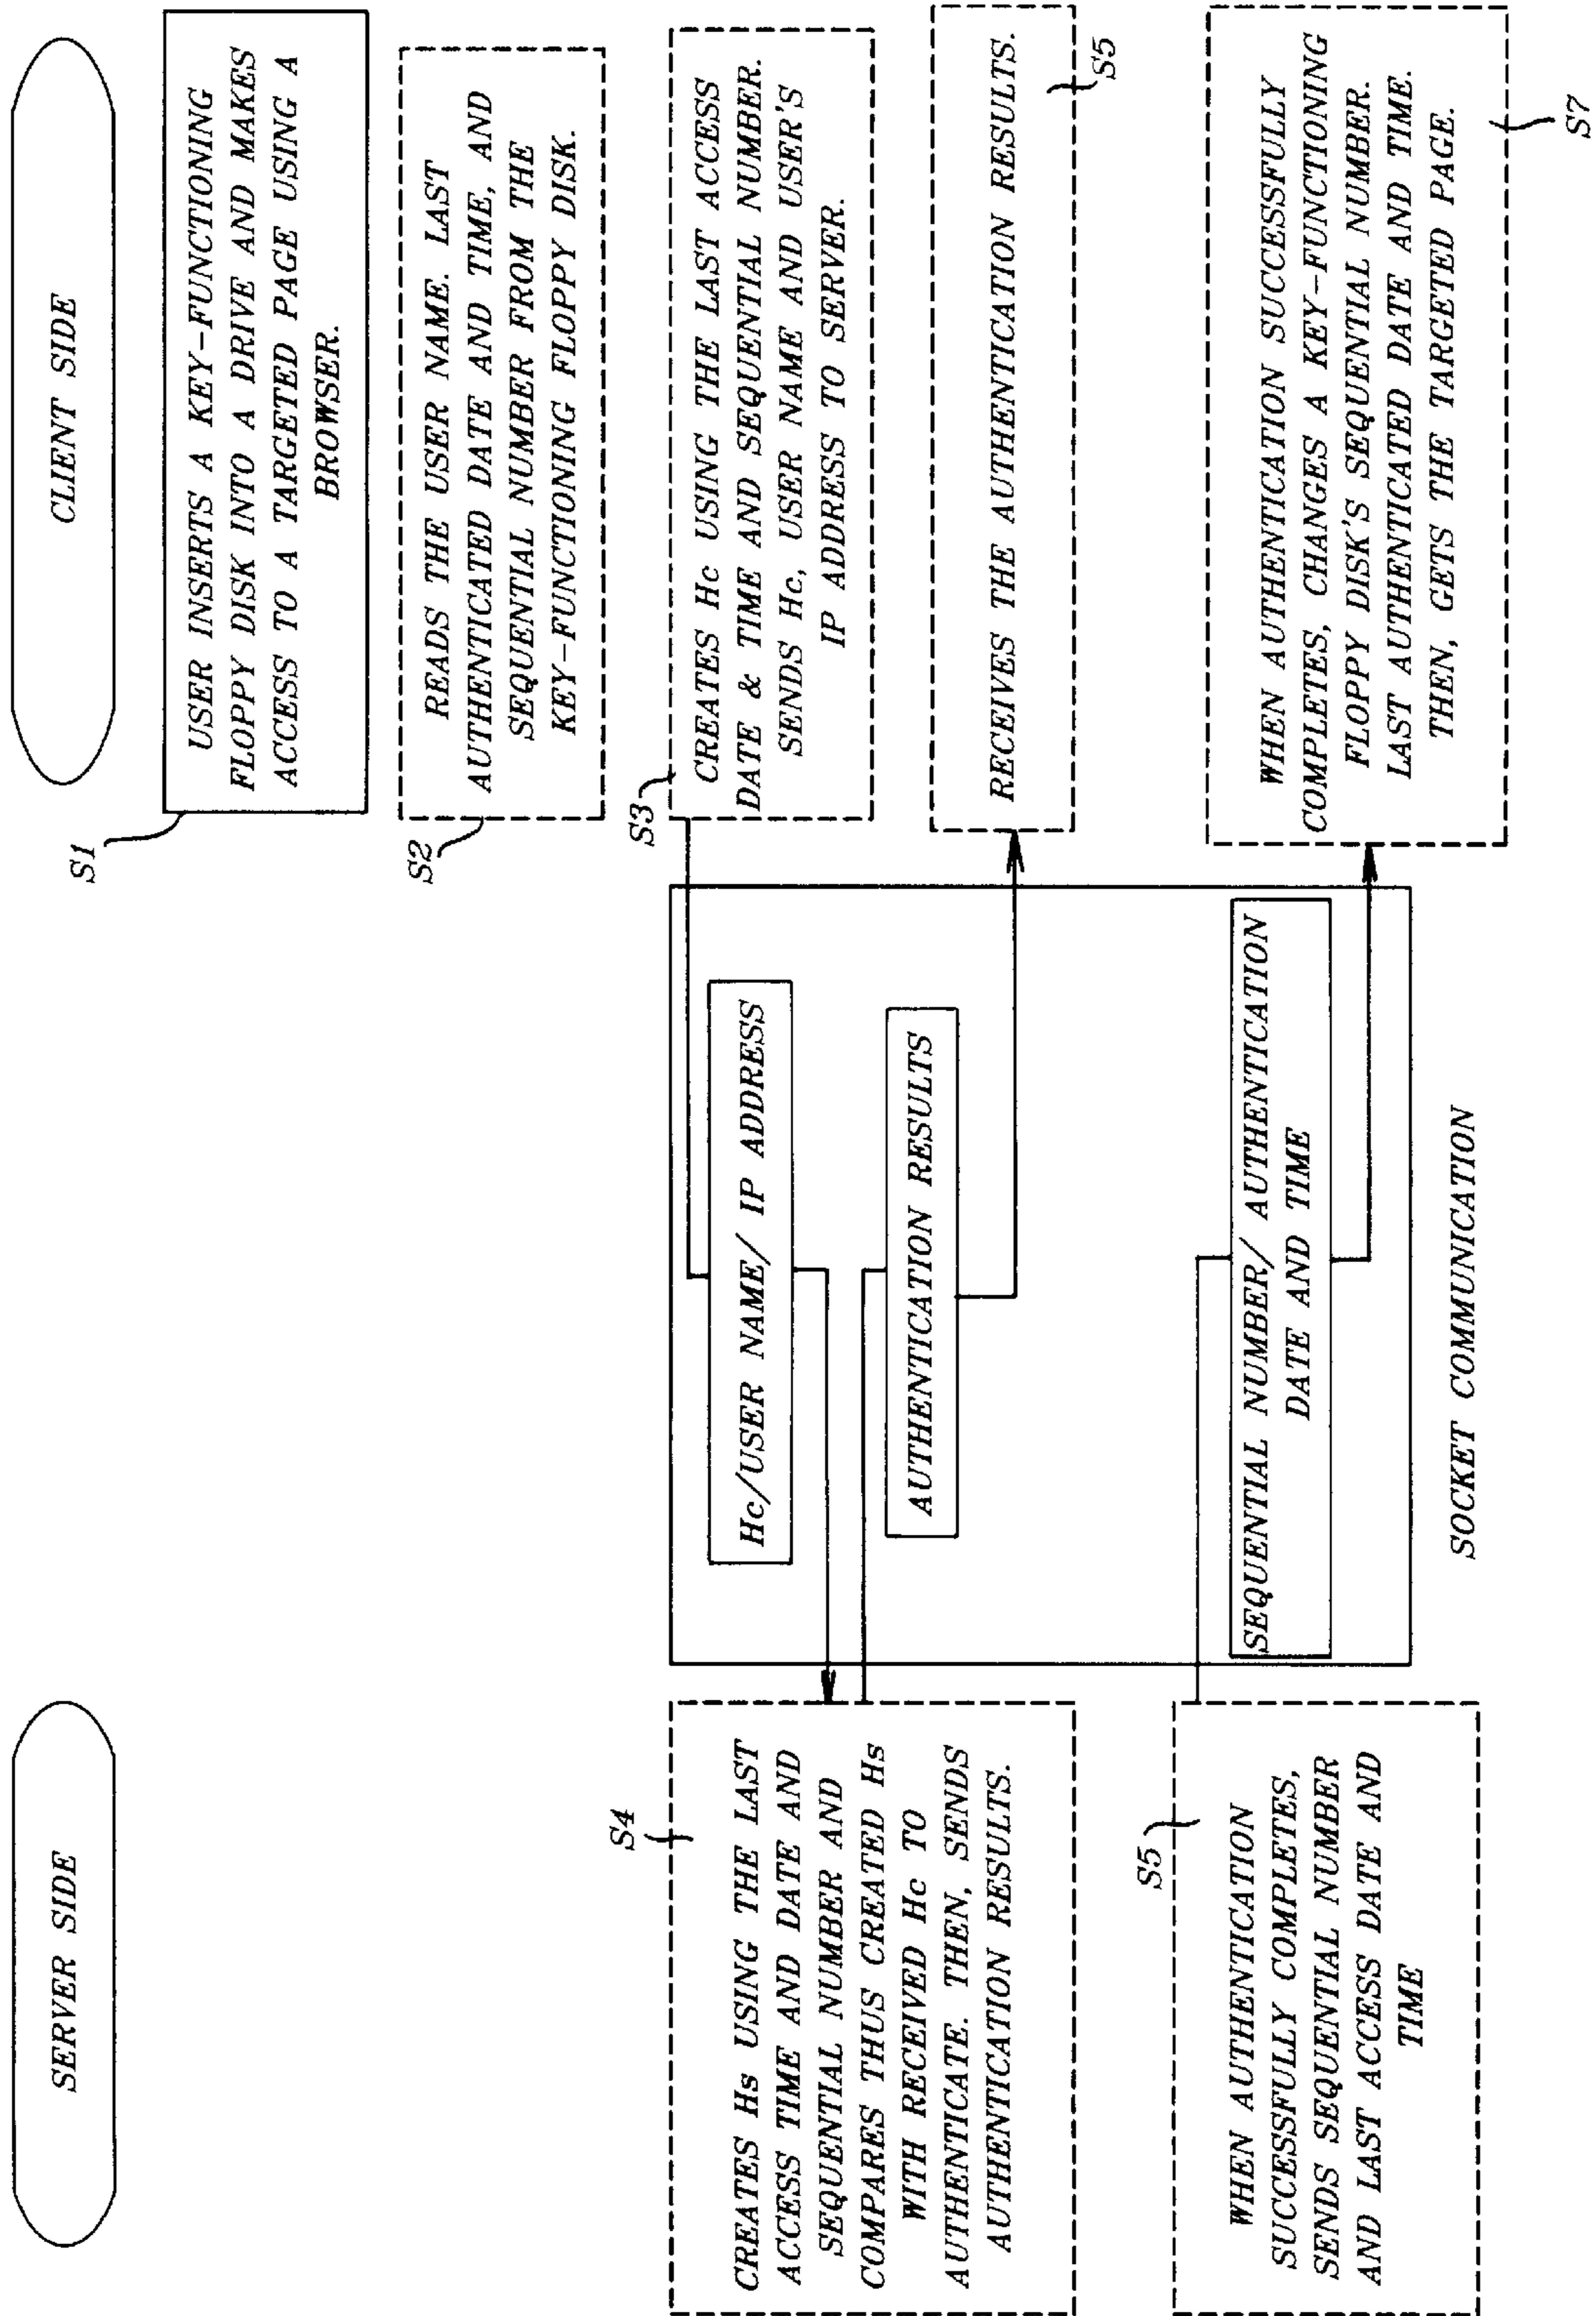 SERVER SIDE
CLIENT SIDE
S1
USER INSERTS A KEY-FUNCTIONING
FLOPPY DISK INTO A DRIVE AND MAKES
ACCESS TO A TARGETED PAGE USING A
BROWSER.
S2
READS THE USER NAME. LAST
AUTHENTICATED DATE AND TIME, AND
SEQUENTIAL NUMBER FROM THE
KEY-FUNCTIONING FLOPPY DISK.
S3
CREATES Hc USING THE LAST ACCESS
DATE & TIME AND SEQUENTIAL NUMBER.
SENDS Hc, USER NAME AND USER'S
IP ADDRESS TO SERVER.
Hc/USER NAME/ IP ADDRESS
S4
CREATES Hs USING THE LAST
ACCESS TIME AND DATE AND
SEQUENTIAL NUMBER AND
COMPARES THUS CREATED Hs
WITH RECEIVED Hc TO
AUTHENTICATE. THEN, SENDS
AUTHENTICATION RESULTS.
AUTHENTICATION RESULTS
RECEIVES THE AUTHENTICATION RESULTS.
S5
S5
WHEN AUTHENTICATION
SUCCESSFULLY COMPLETES,
SENDS SEQUENTIAL NUMBER
AND LAST ACCESS DATE AND
TIME
SEQUENTIAL NUMBER/ AUTHENTICATION
DATE AND TIME
WHEN AUTHENTICATION SUCCESSFULLY
COMPLETES, CHANGES A KEY-FUNCTIONING
FLOPPY DISK'S SEQUENTIAL NUMBER.
LAST AUTHENTICATED DATE AND TIME.
THEN, GETS THE TARGETED PAGE.
S7
SOCKET COMMUNICATION